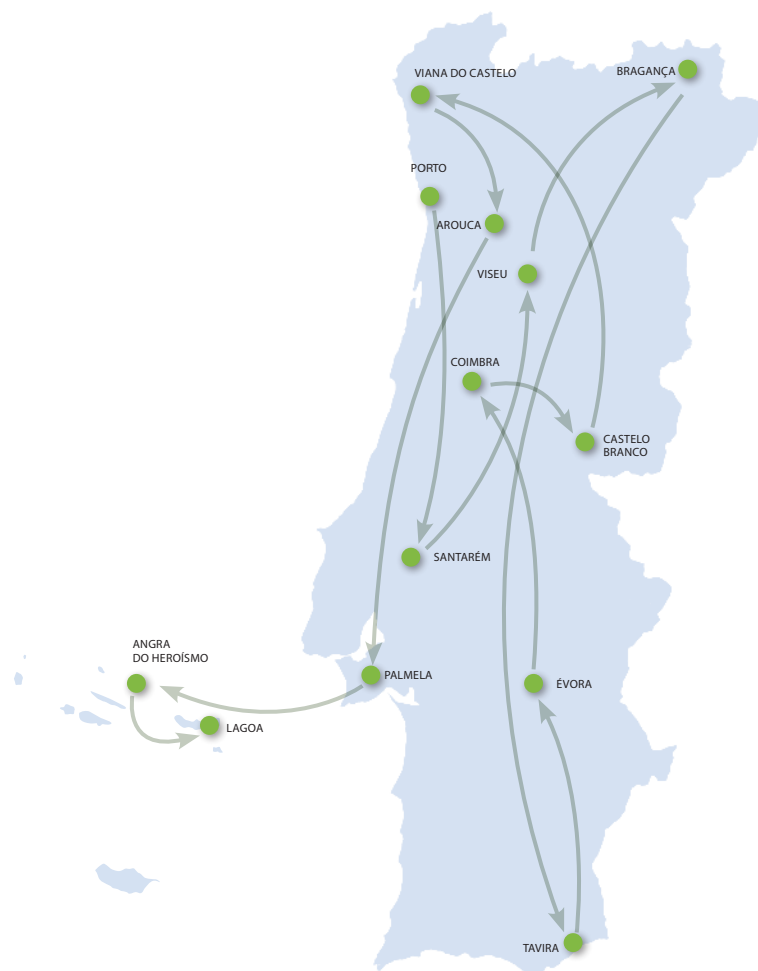 BRAGANÇA
VIANA DO CASTELO
PORTO
AROUCA
VISEU
COIMBRA
CASTELO
BRANCO
SANTARÉM
ANGRA
DO HEROÍSMO
PALMELA
ÉVORA
LAGOA
TAVIRA